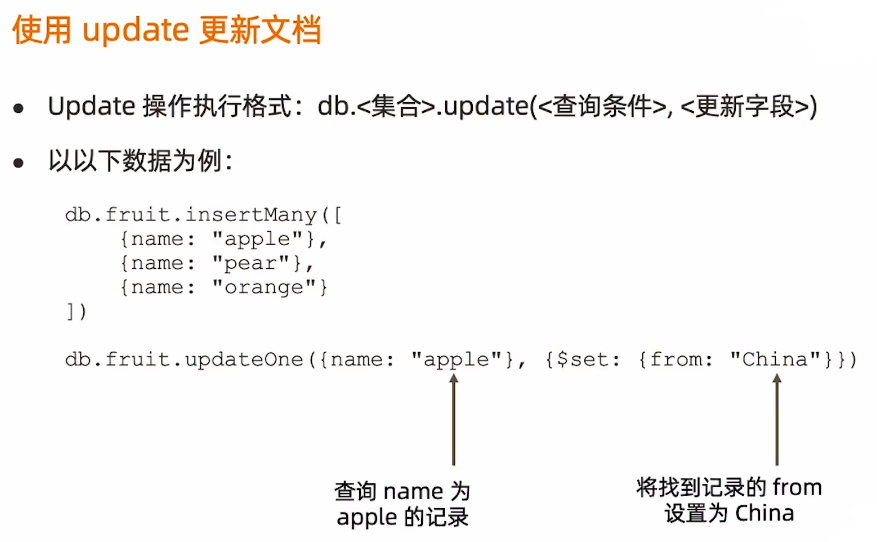 使用 update 更新文档
• Update 操作执行格式：db.<集合>.update(<查询条件>, <更新字段>)
• 以以下数据为例：
db.fruit.insertMany([
    {name: "apple"},
    {name: "pear"},
    {name: "orange"}
])
db.fruit.updateOne({name: "apple"}, {$set: {from: "China"}})
查询 name 为
apple 的记录
将找到记录的 from
设置为 China